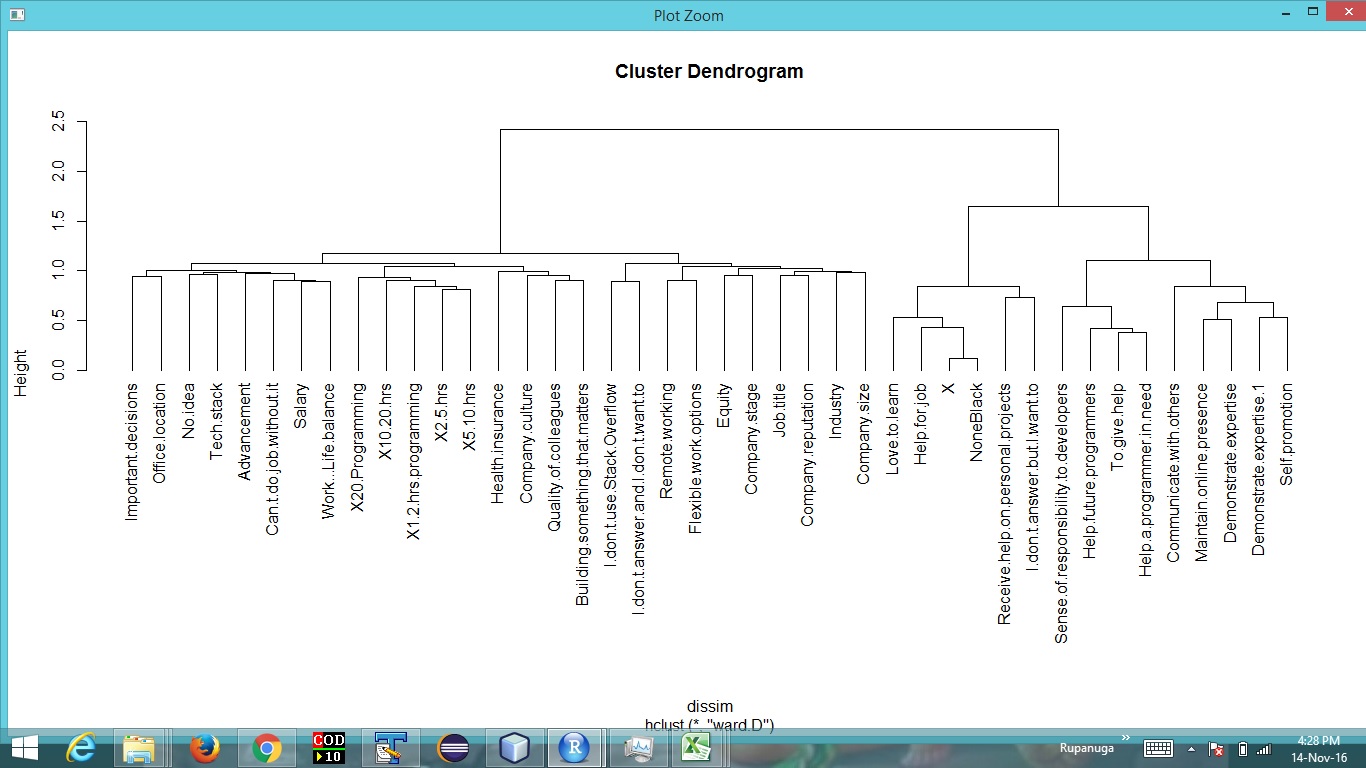 Plot Zoom
Cluster Dendrogram
Height
0.0
0.5
1.0
1.5
2.0
2.5
Important.decisions
Office.location
No.idea
Tech.stack
Advancement
Can.t.do.job.without.it
Salary
Work...Life.balance
X20.Programming
X10.20.hrs
X1.2.hrs.programming
X2.5.hrs
X5.10.hrs
Health.insurance
Company.culture
Quality.of.colleagues
Building.something.that.matters
I.don.t.use.Stack.Overflow
I.don.t.answer.and.I.don.t.want.to
Remote.working
Flexible.work.options
Equity
Company.stage
Job.title
Company.reputation
Industry
Company.size
Love.to.learn
Help.for.job
X
NoneBlack
Receive.help.on.personal.projects
I.don.t.answer.but.I.want.to
Sense.of.responsibility.to.developers
Help.future.programmers
To.give.help
Help.a.programmer.in.need
Communicate.with.others
Maintain.online.presence
Demonstrate.expertise
Demonstrate.expertise.1
Self.promotion
dissim
hclust (*, "ward.D")
COD
10
R
Rupanuga
4:28 PM
14-Nov-16